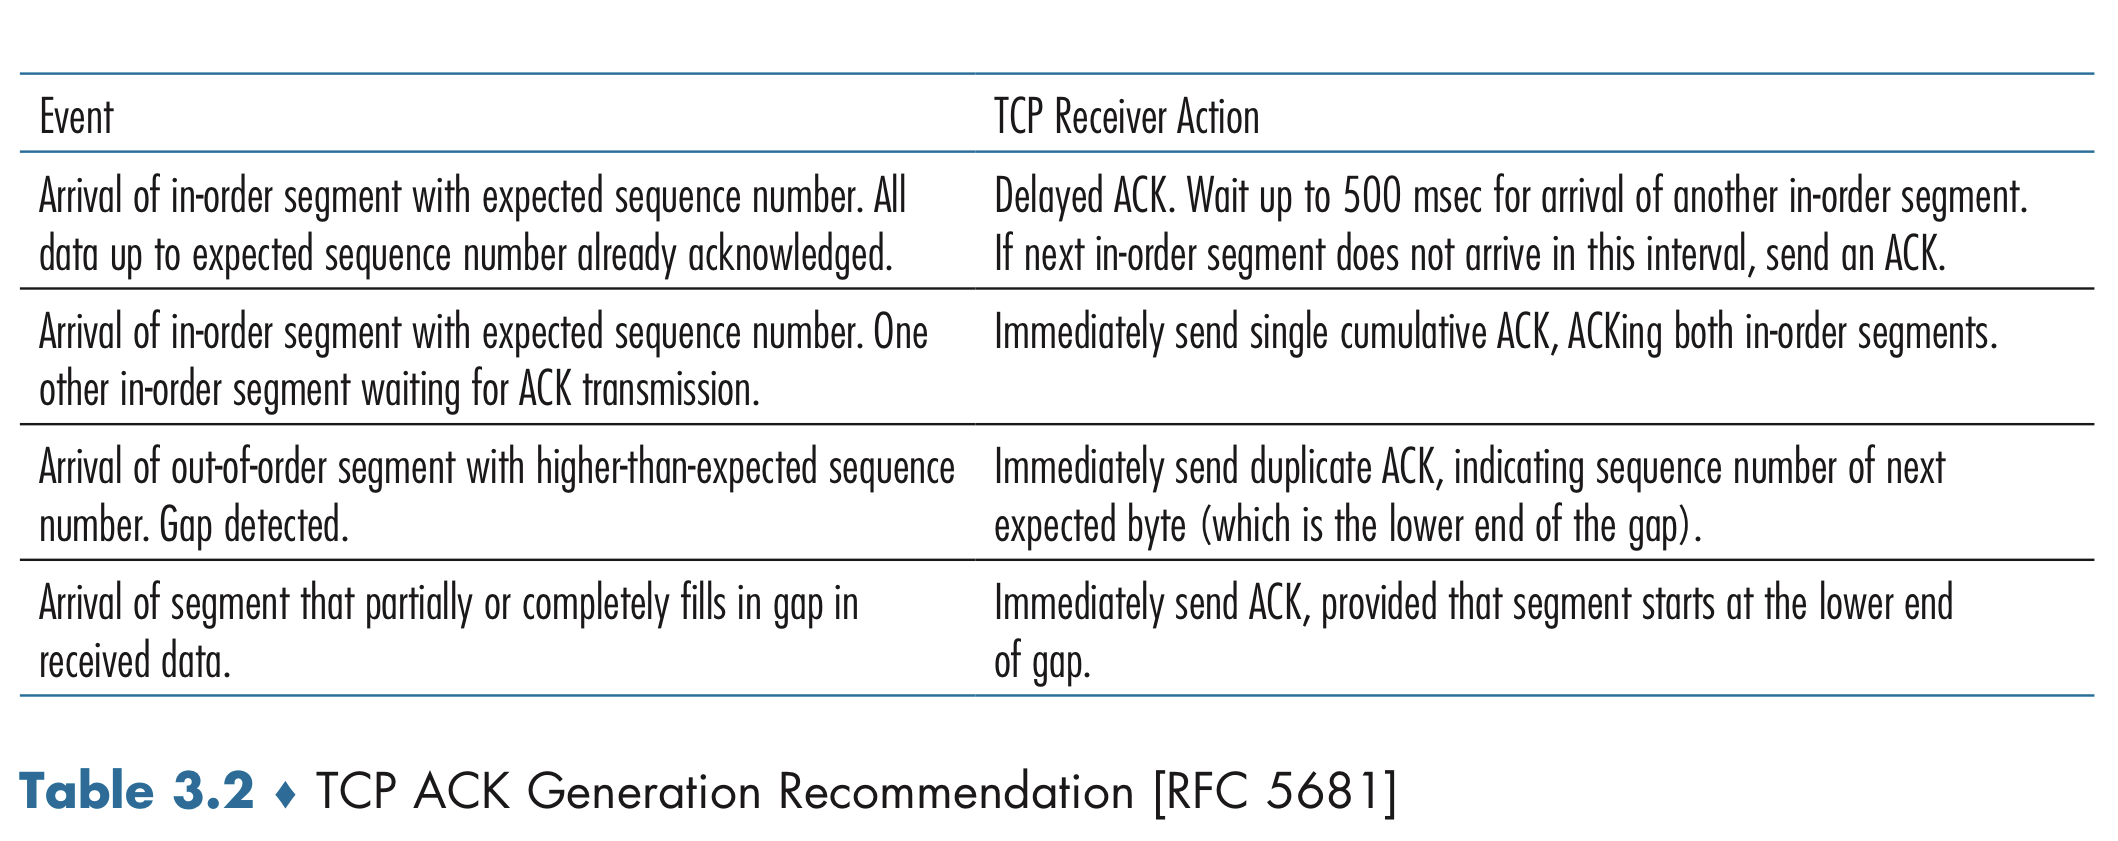 Event
TCP Receiver Action
Arrival of in-order segment with expected sequence number. All
data up to expected sequence number already acknowledged.
Delayed ACK. Wait up to 500 msec for arrival of another in-order segment.
If next in-order segment does not arrive in this interval, send an ACK.
Arrival of in-order segment with expected sequence number. One
other in-order segment waiting for ACK transmission.
Immediately send single cumulative ACK, ACKing both in-order segments.
Arrival of out-of-order segment with higher-than-expected sequence
number. Gap detected.
Immediately send duplicate ACK, indicating sequence number of next
expected byte (which is the lower end of the gap).
Arrival of segment that partially or completely fills in gap in
received data.
Immediately send ACK, provided that segment starts at the lower end
of gap.
Table 3.2 ♦ TCP ACK Generation Recommendation [RFC 5681]